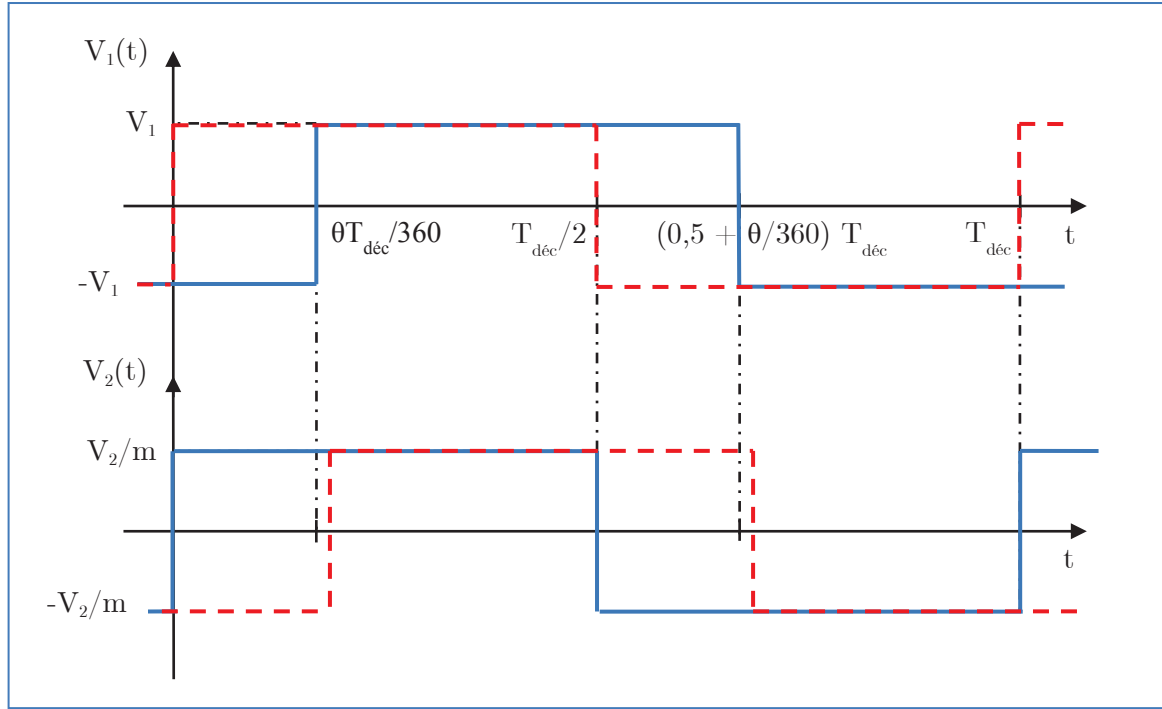 V₁(t)
V₁
θT_déc/360 T_déc/2 (0,5 + θ/360) T_déc T_déc t
-V₁
V₂(t)
V₂/m
t
-V₂/m